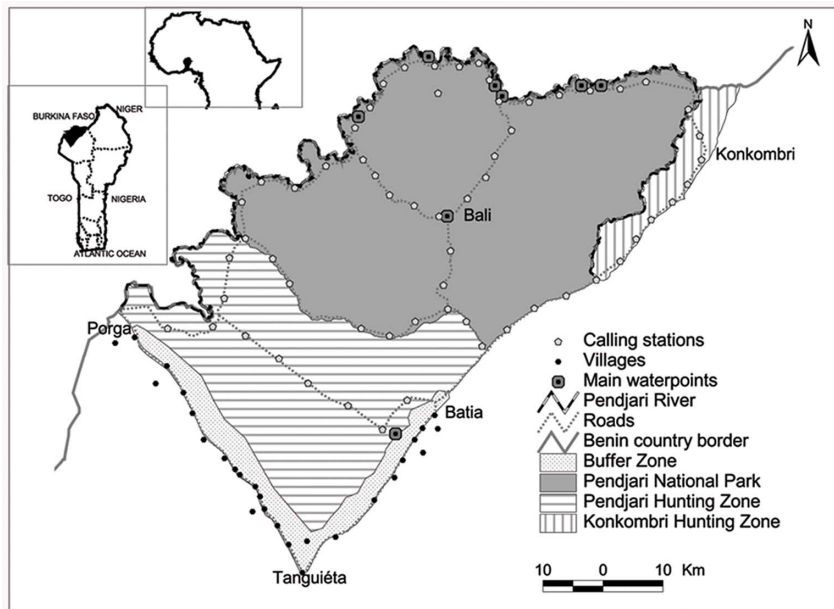 N
BURKINA FASO
NIGER
TOGO
NIGERIA
ATLANTIC OCEAN
Konkombri
Bali
Porga
Batia
Tanguiéta
Calling stations
Villages
Main waterpoints
Pendjari River
Roads
Benin country border
Buffer Zone
Pendjari National Park
Pendjari Hunting Zone
Konkombri Hunting Zone
10 0 10 Km